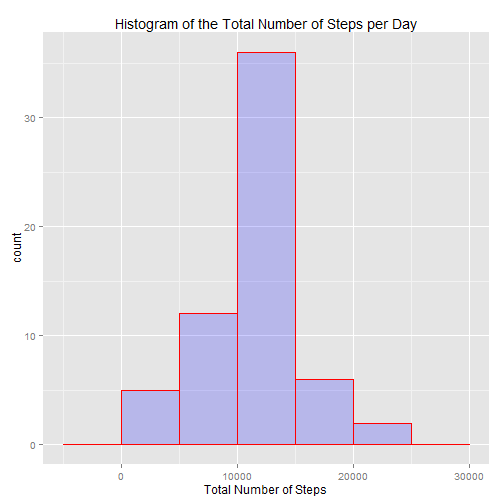 Histogram of the Total Number of Steps per Day
30
20
10
0
count
0 10000 20000 30000
Total Number of Steps